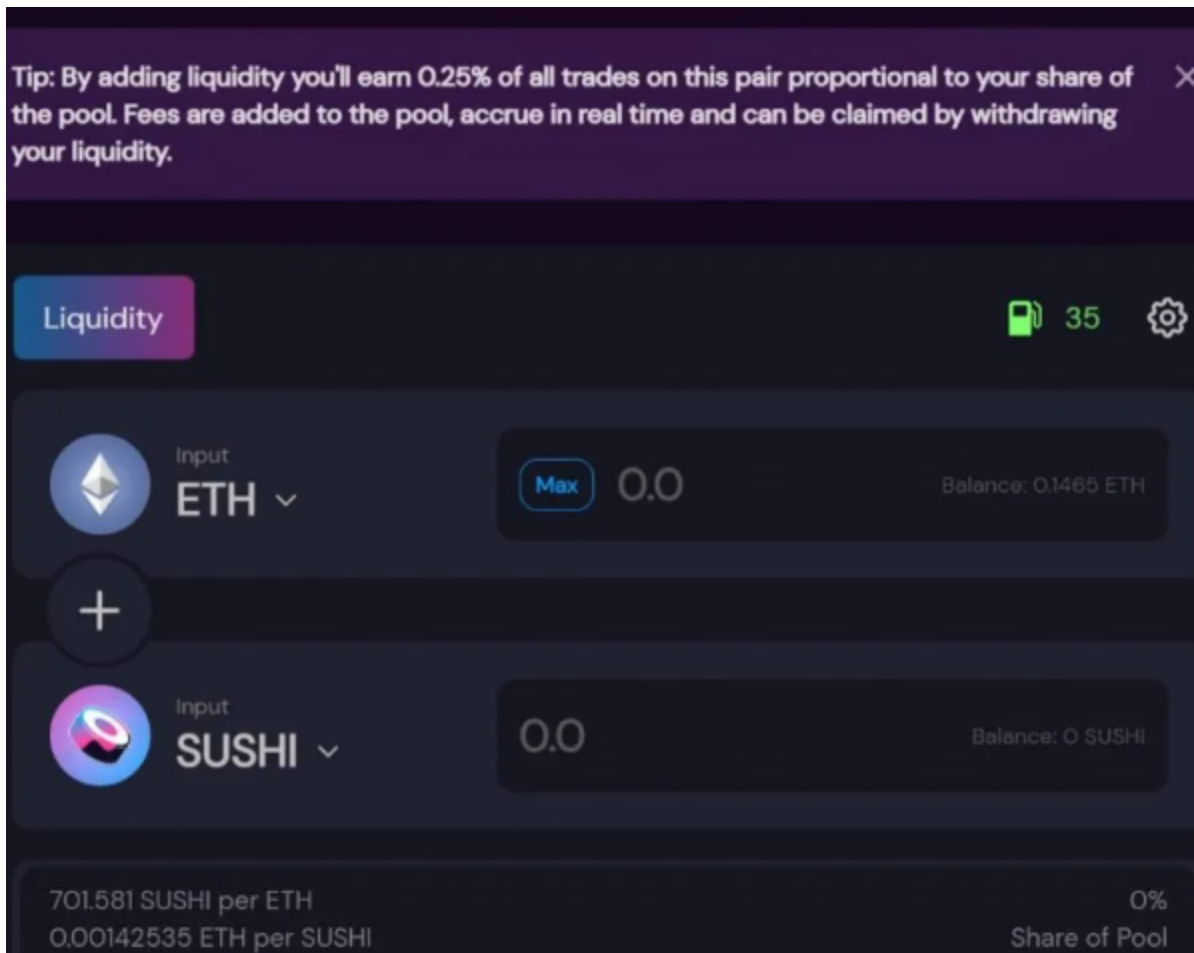 Tip: By adding liquidity you'll earn 0.25% of all trades on this pair proportional to your share of
the pool. Fees are added to the pool, accrue in real time and can be claimed by withdrawing
your liquidity.
Liquidity
35
Input
ETH
Max 0.0 Balance: 0.1465 ETH
Input
SUSHI
0.0 Balance: 0 SUSHI
701.581 SUSHI per ETH
0%
0.00142535 ETH per SUSHI
Share of Pool